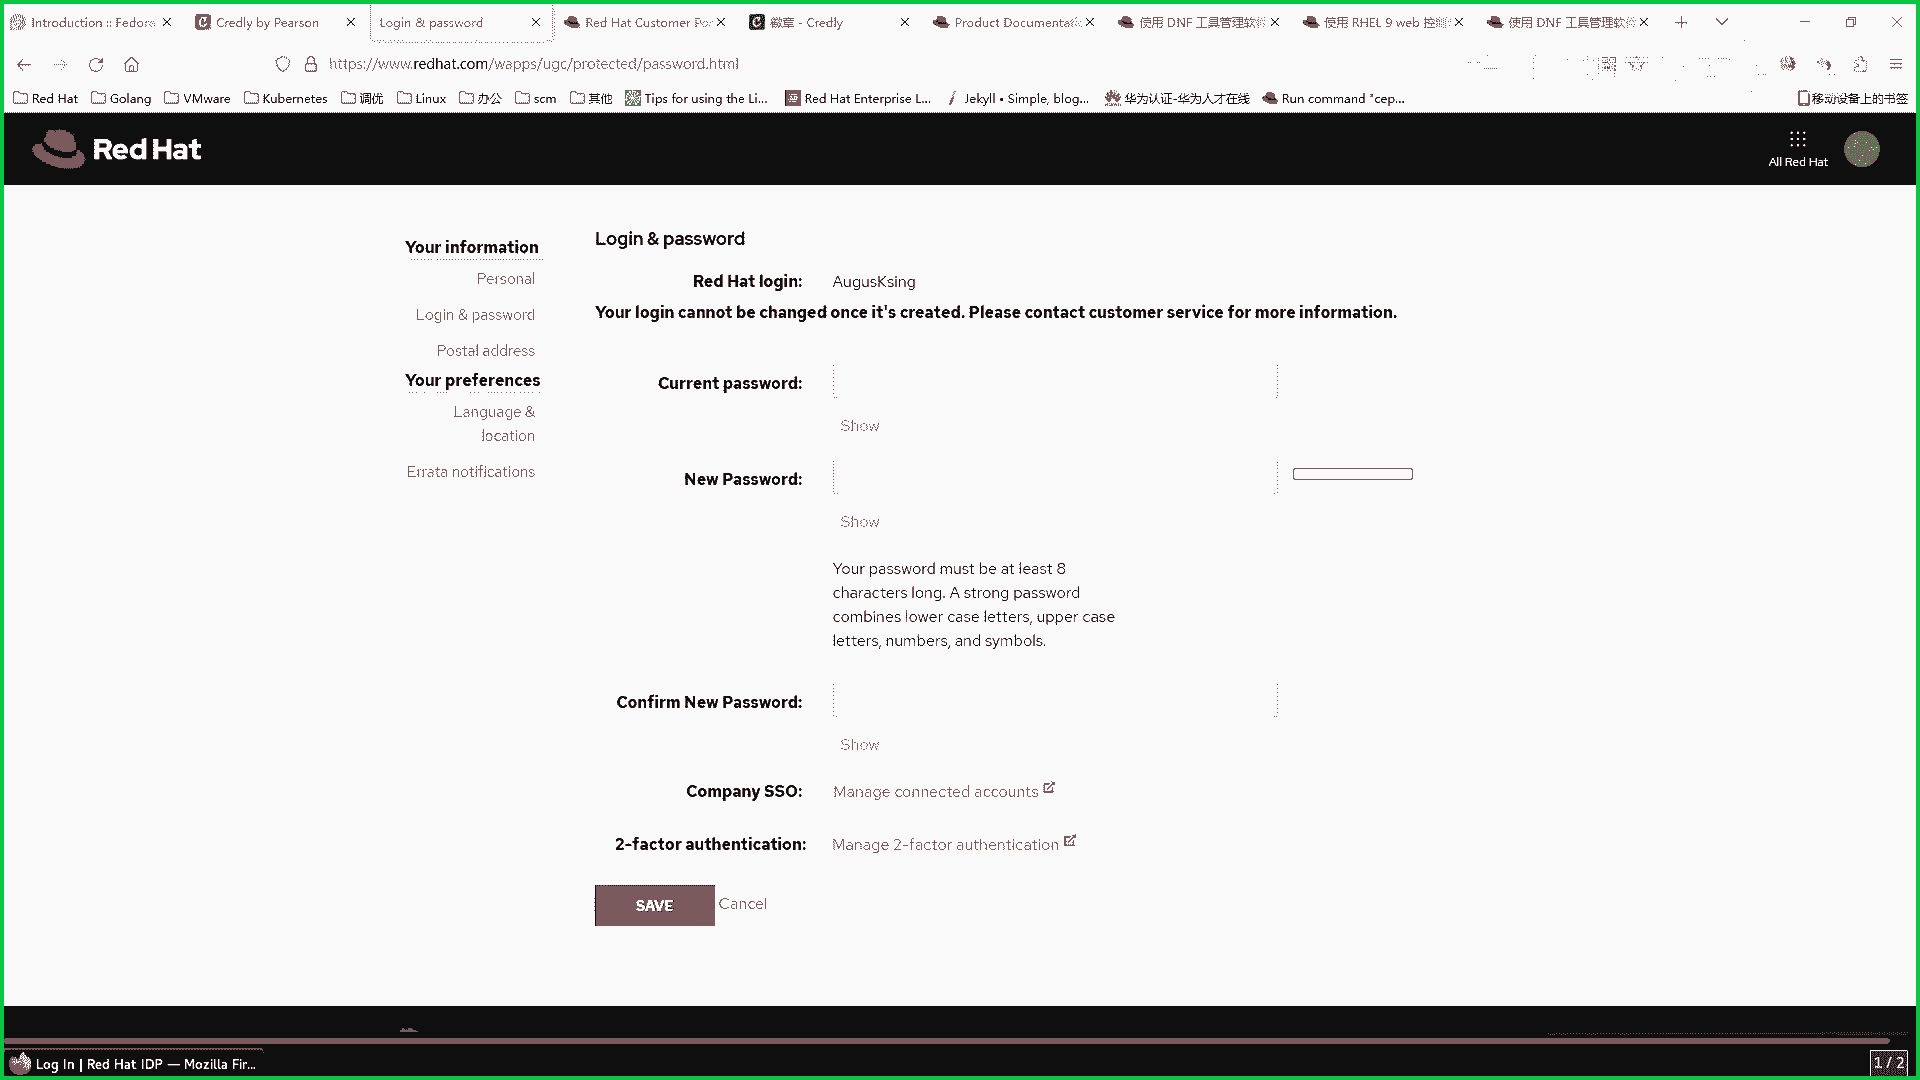 Introduction :: Fedor
Credly by Pearson
Login & password
Red Hat Customer Po
徽章 - Credly
Product Documentati
使用 DNF 工具管理软件
使用 RHEL 9 web 控制
使用 DNF 工具管理软件
https://www.redhat.com/wapps/ugc/protected/password.html
Red Hat
Golang
VMware
Kubernetes
调优
Linux
办公
scm
其他
Tips for using the Li...
Red Hat Enterprise L...
Jekyll • Simple, blog...
华为认证-华为人才在线
Run command "cep...
移动设备上的书签
Red Hat
All Red Hat
Your information
Personal
Login & password
Postal address
Your preferences
Language &
location
Errata notifications
Login & password
Red Hat login: AugusKsing
Your login cannot be changed once it's created. Please contact customer service for more information.
Current password:
Show
New Password:
Show
Your password must be at least 8
characters long. A strong password
combines lower case letters, upper case
letters, numbers, and symbols.
Confirm New Password:
Show
Company SSO: Manage connected accounts
2-factor authentication: Manage 2-factor authentication
SAVE Cancel
Log In | Red Hat IDP — Mozilla Fir...
1 / 2